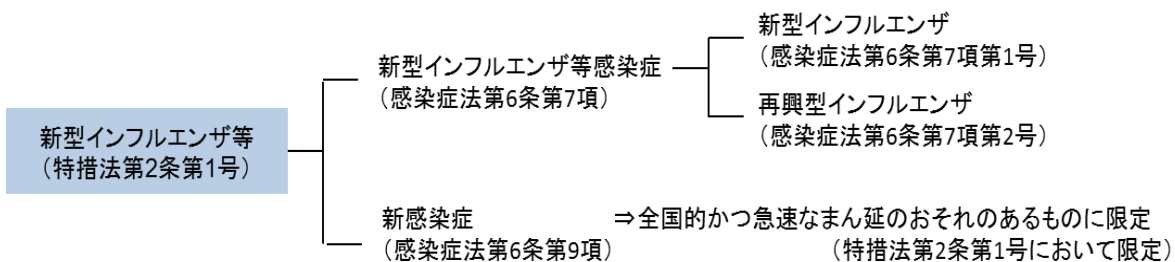 新型インフルエンザ等
（特措法第2条第1号）
新型インフルエンザ等感染症
（感染症法第6条第7項）
新型インフルエンザ
（感染症法第6条第7項第1号）
再興型インフルエンザ
（感染症法第6条第7項第2号）
新感染症　　　　　⇒全国的かつ急速なまん延のおそれのあるものに限定
（感染症法第6条第9項）　　　　　　　　（特措法第2条第1号において限定）